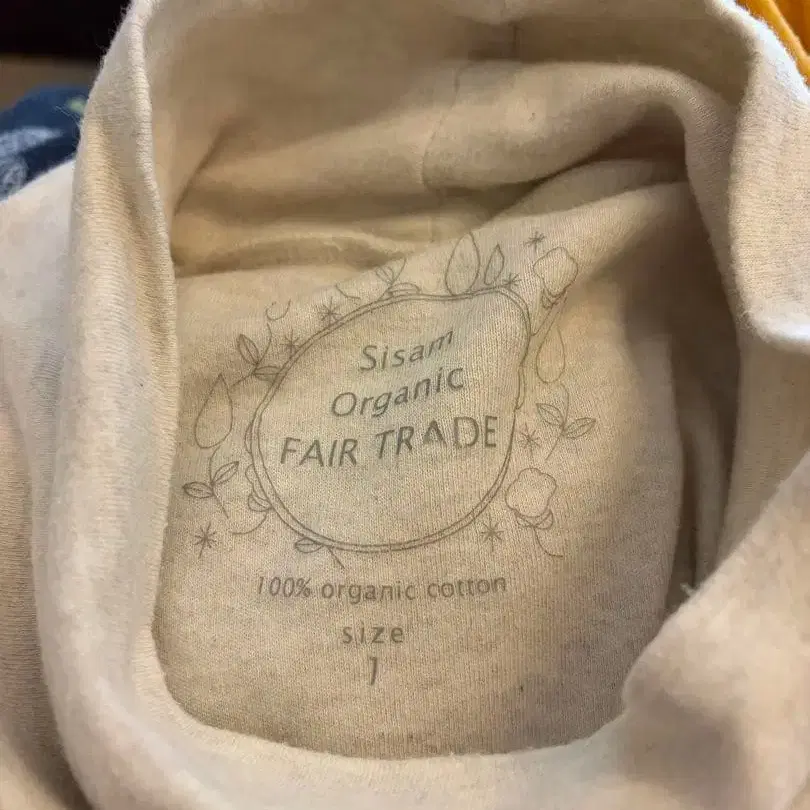 Sisam
Organic
FAIR TRADE
100% organic cotton
size
1